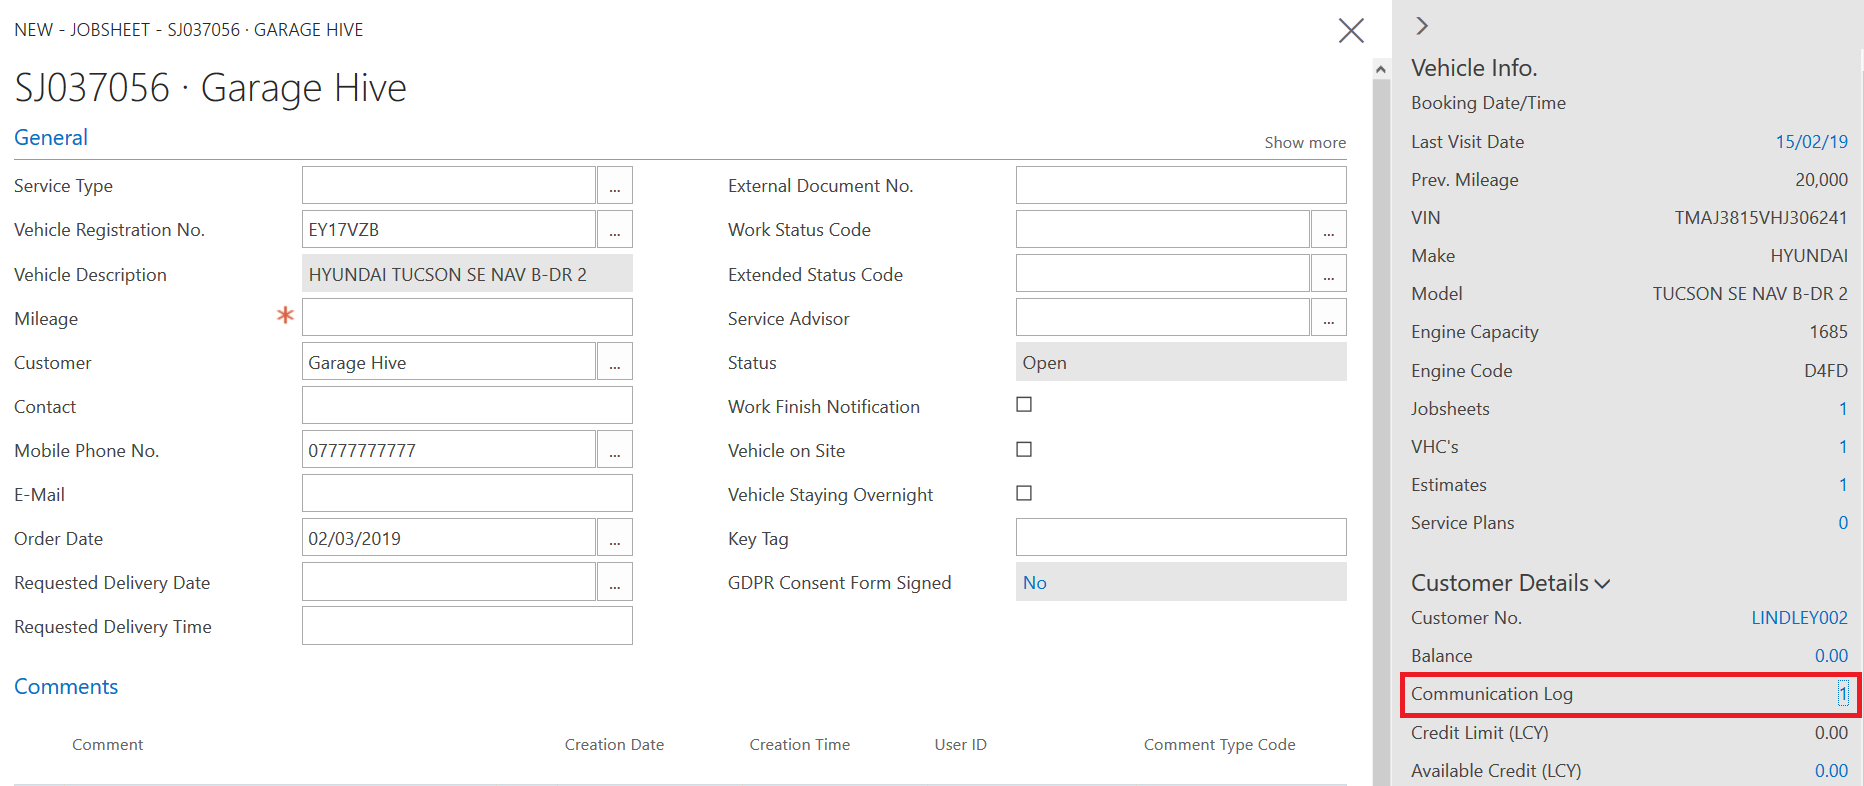 NEW - JOBSHEET - SJ037056 · GARAGE HIVE
SJ037056 · Garage Hive
General
Show more
Service Type ...
Vehicle Registration No. EY17VZB ...
Vehicle Description HYUNDAI TUCSON SE NAV B-DR 2
Mileage *
Customer Garage Hive ...
Contact
Mobile Phone No. 07777777777 ...
E-Mail
Order Date 02/03/2019 ...
Requested Delivery Date ...
Requested Delivery Time
External Document No.
Work Status Code ...
Extended Status Code ...
Service Advisor ...
Status Open
Work Finish Notification
Vehicle on Site
Vehicle Staying Overnight
Key Tag
GDPR Consent Form Signed No
Comments
Comment Creation Date Creation Time User ID Comment Type Code
Vehicle Info.
Booking Date/Time
Last Visit Date 15/02/19
Prev. Mileage 20,000
VIN TMAJ3815VHJ306241
Make HYUNDAI
Model TUCSON SE NAV B-DR 2
Engine Capacity 1685
Engine Code D4FD
Jobsheets 1
VHC's 1
Estimates 1
Service Plans 0
Customer Details
Customer No. LINDLEY002
Balance 0.00
Communication Log 1
Credit Limit (LCY) 0.00
Available Credit (LCY) 0.00